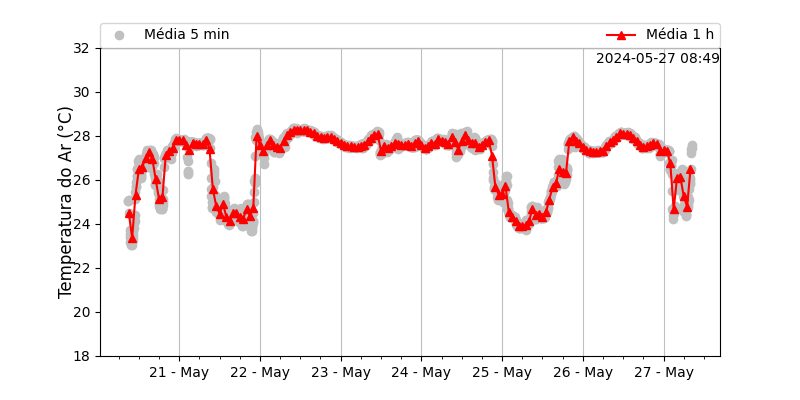 Média 5 min
Média 1 h
2024-05-27 08:49
Temperatura do Ar (°C)
32
30
28
26
24
22
20
18
21 - May
22 - May
23 - May
24 - May
25 - May
26 - May
27 - May